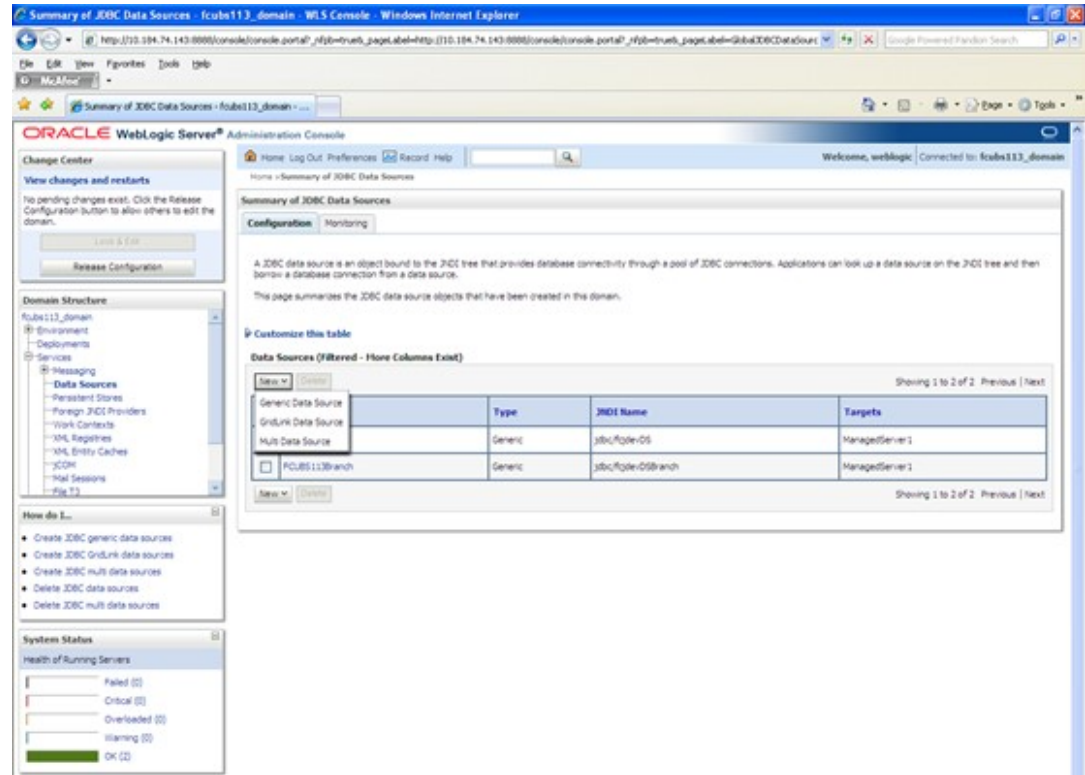 Summary of JDBC Data Sources - fcubs113_domain - WLS Console - Windows Internet Explorer
File Edit View Favorites Tools Help
McAfee
Summary of JDBC Data Sources - fcubs113_domain - ...
Page Tools
ORACLE WebLogic Server® Administration Console
Change Center
View changes and restarts
No pending changes exist. Click the Release
Configuration button to allow others to edit the
domain.
Lock & Edit
Release Configuration
Domain Structure
fcubs113_domain
Environment
Deployments
Services
Messaging
Data Sources
Persistent Stores
Foreign JNDI Providers
Work Contexts
XML Registries
XML Entity Caches
jCOM
Mail Sessions
File T3
How do I...
Create JDBC generic data sources
Create JDBC GridLink data sources
Create JDBC multi data sources
Delete JDBC data sources
Delete JDBC multi data sources
System Status
Health of Running Servers
Failed (0)
Critical (0)
Overloaded (0)
Warning (0)
OK (2)
Home Log Out Preferences Record Help
Welcome, weblogic Connected to: fcubs113_domain
Home >Summary of JDBC Data Sources
Summary of JDBC Data Sources
Configuration Monitoring
A JDBC data source is an object bound to the JNDI tree that provides database connectivity through a pool of JDBC connections. Applications can look up a data source on the JNDI tree and then
borrow a database connection from a data source.
This page summarizes the JDBC data source objects that have been created in this domain.
Customize this table
Data Sources (Filtered - More Columns Exist)
New Delete Showing 1 to 2 of 2 Previous | Next
Generic Data Source
GridLink Data Source
Multi Data Source
Type JNDI Name Targets
Generic jdbc/fcjdevDS ManagedServer1
FCUBS113Branch Generic jdbc/fcjdevDSBranch ManagedServer1
New Delete Showing 1 to 2 of 2 Previous | Next